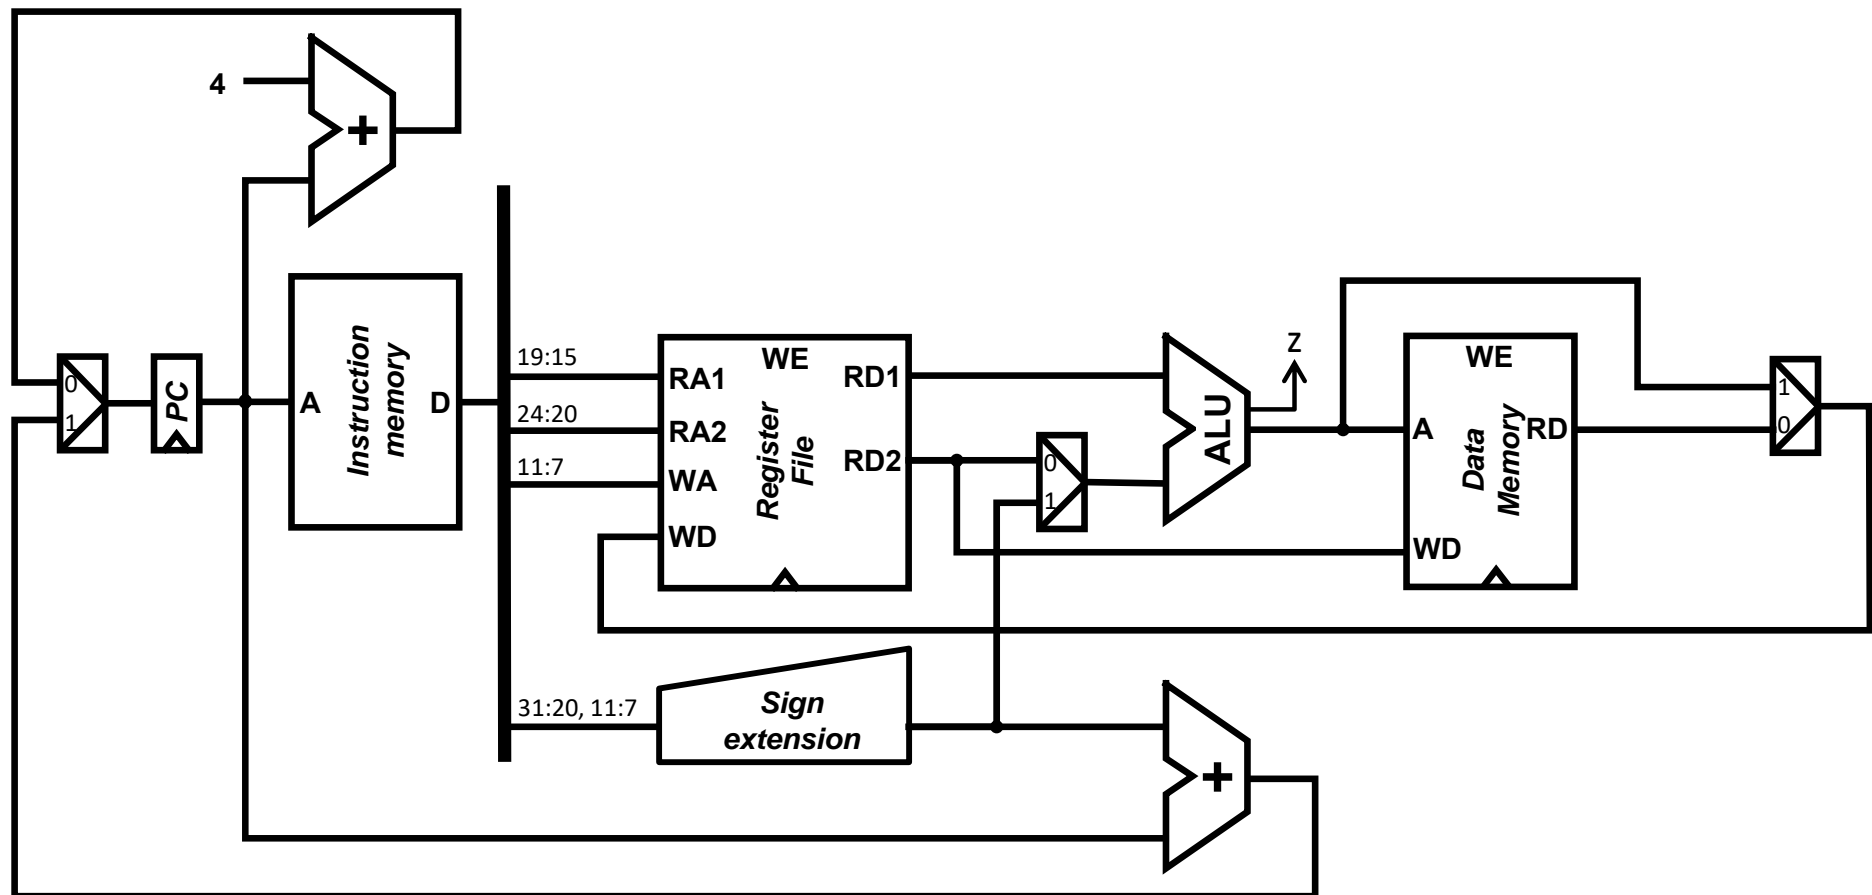 4
+
0
1
PC
A
Instruction
memory
D
19:15
24:20
11:7
31:20, 11:7
RA1
RA2
WA
WD
WE
Register
File
RD1
RD2
0
1
ALU
Z
A
WD
WE
Data
Memory
RD
1
0
Sign
extension
+